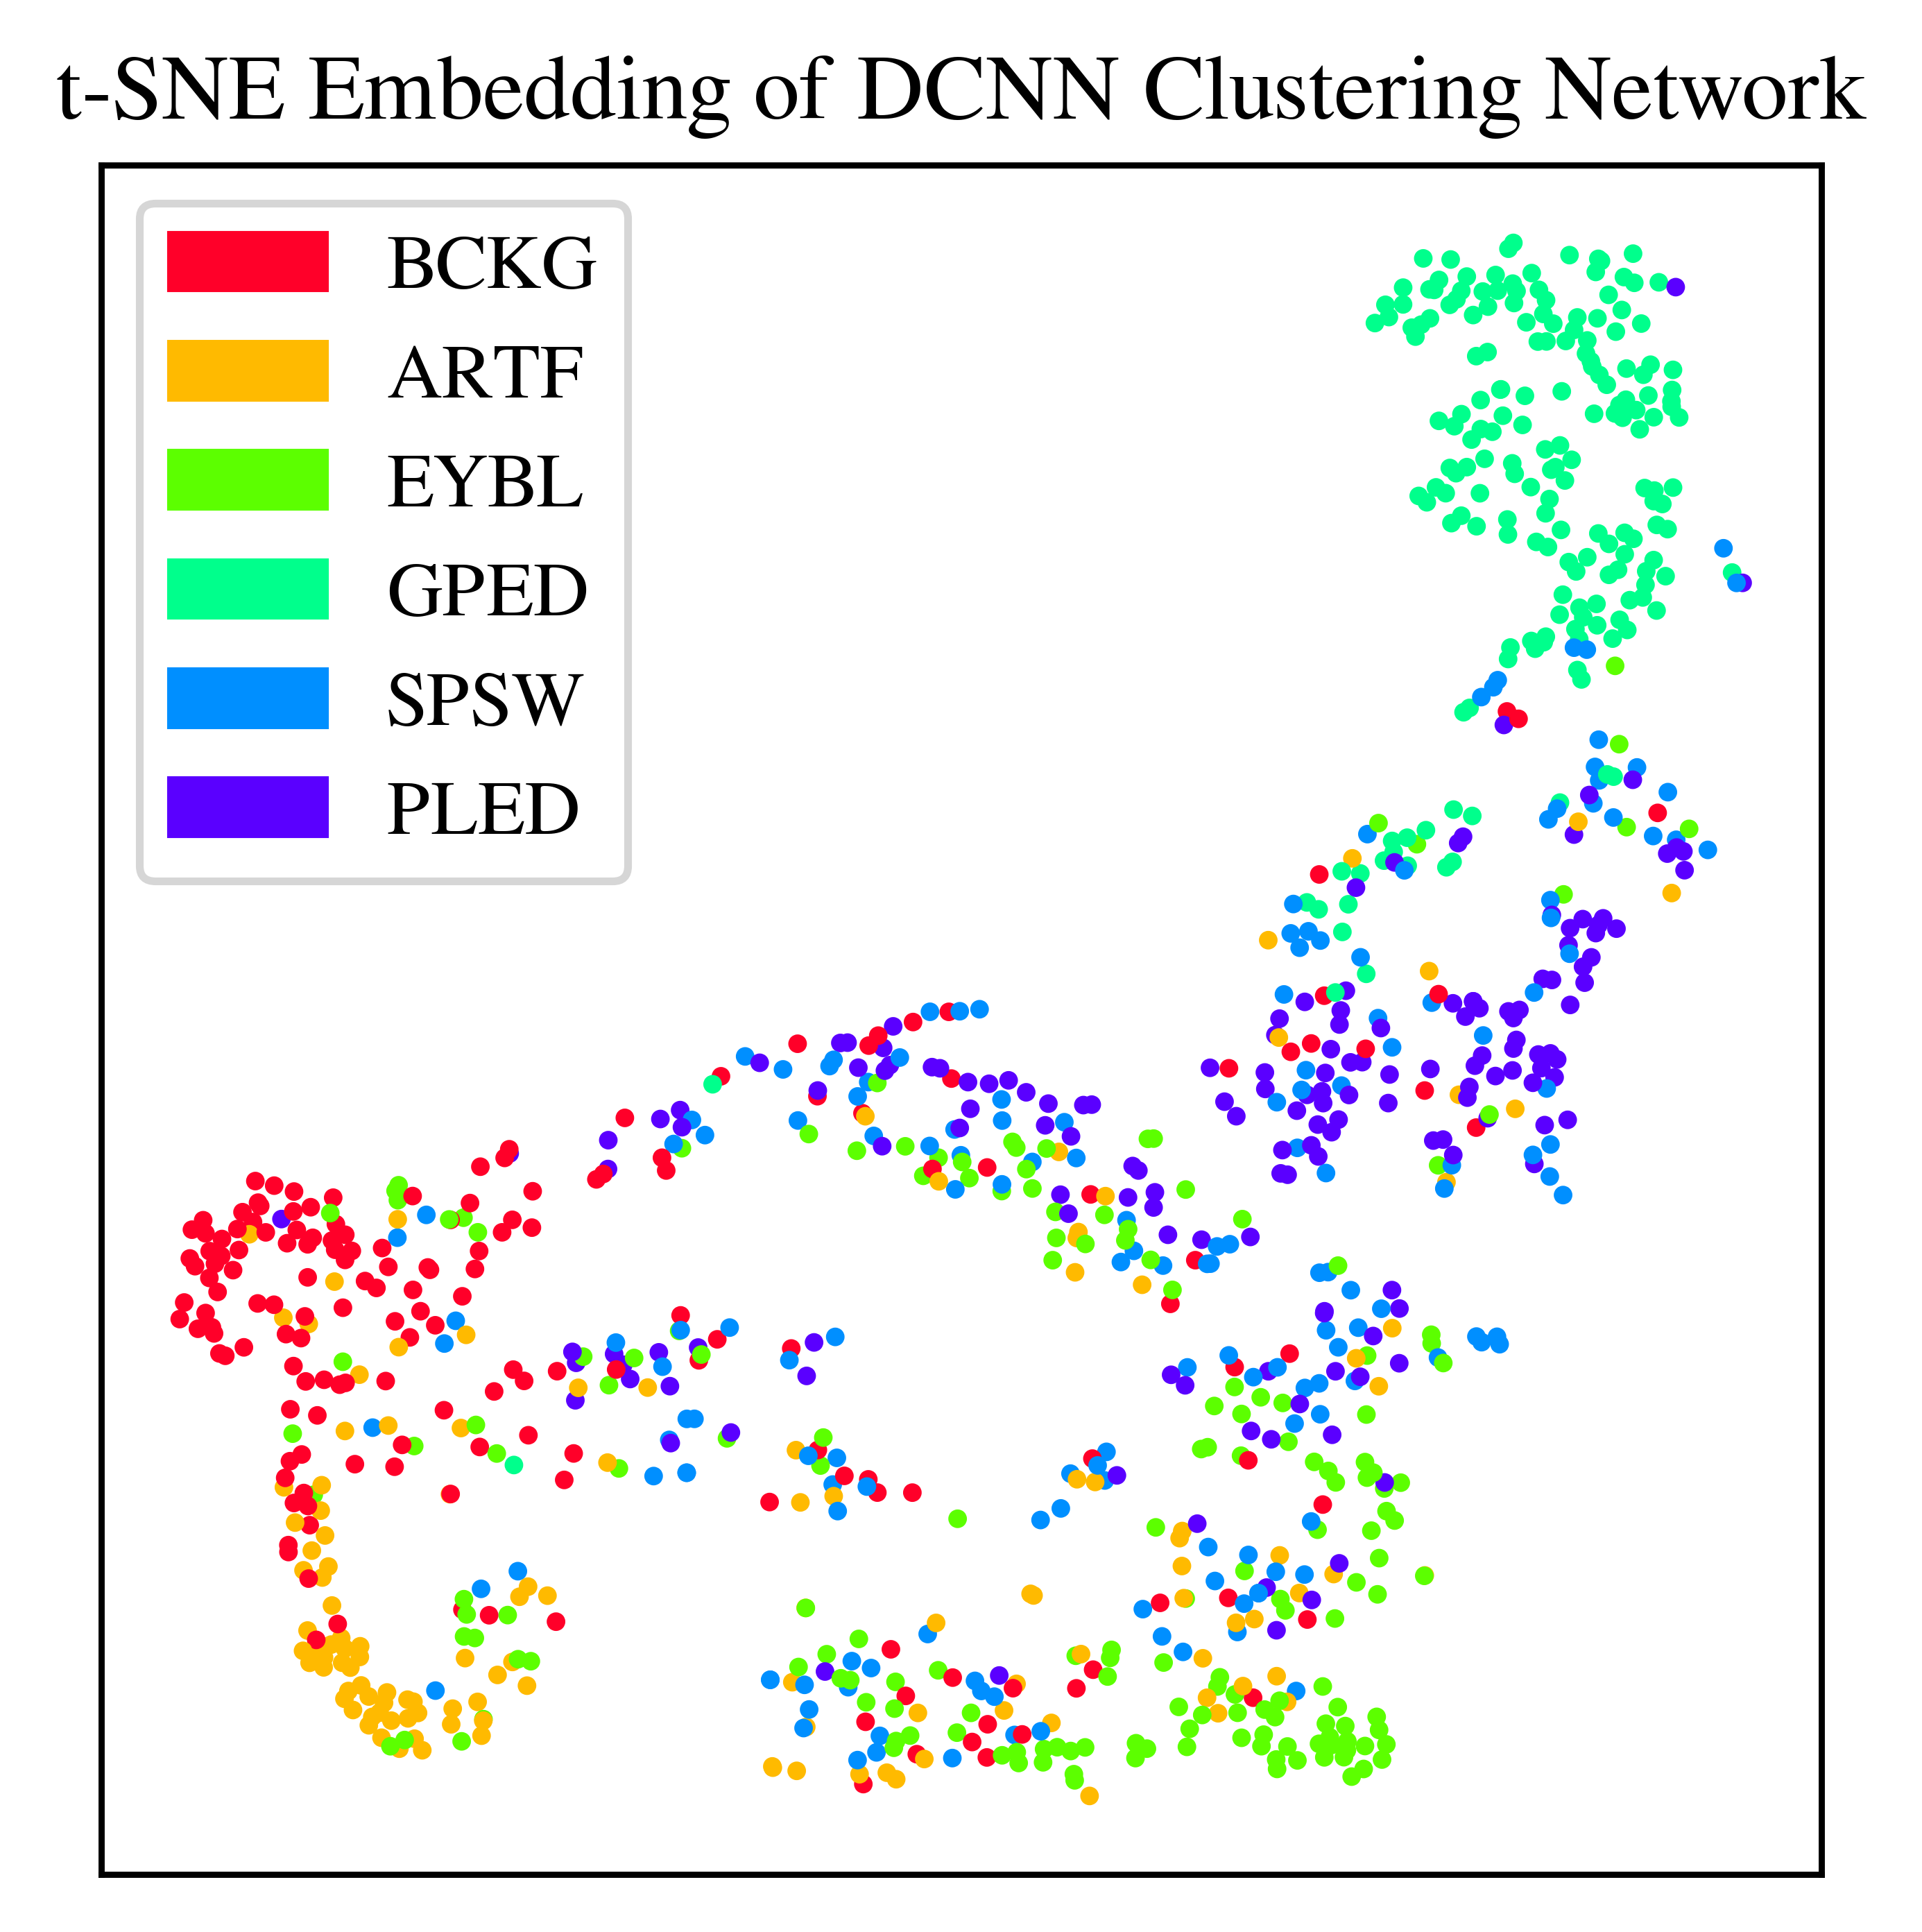 t-SNE Embedding of DCNN Clustering Network
BCKG
ARTF
EYBL
GPED
SPSW
PLED